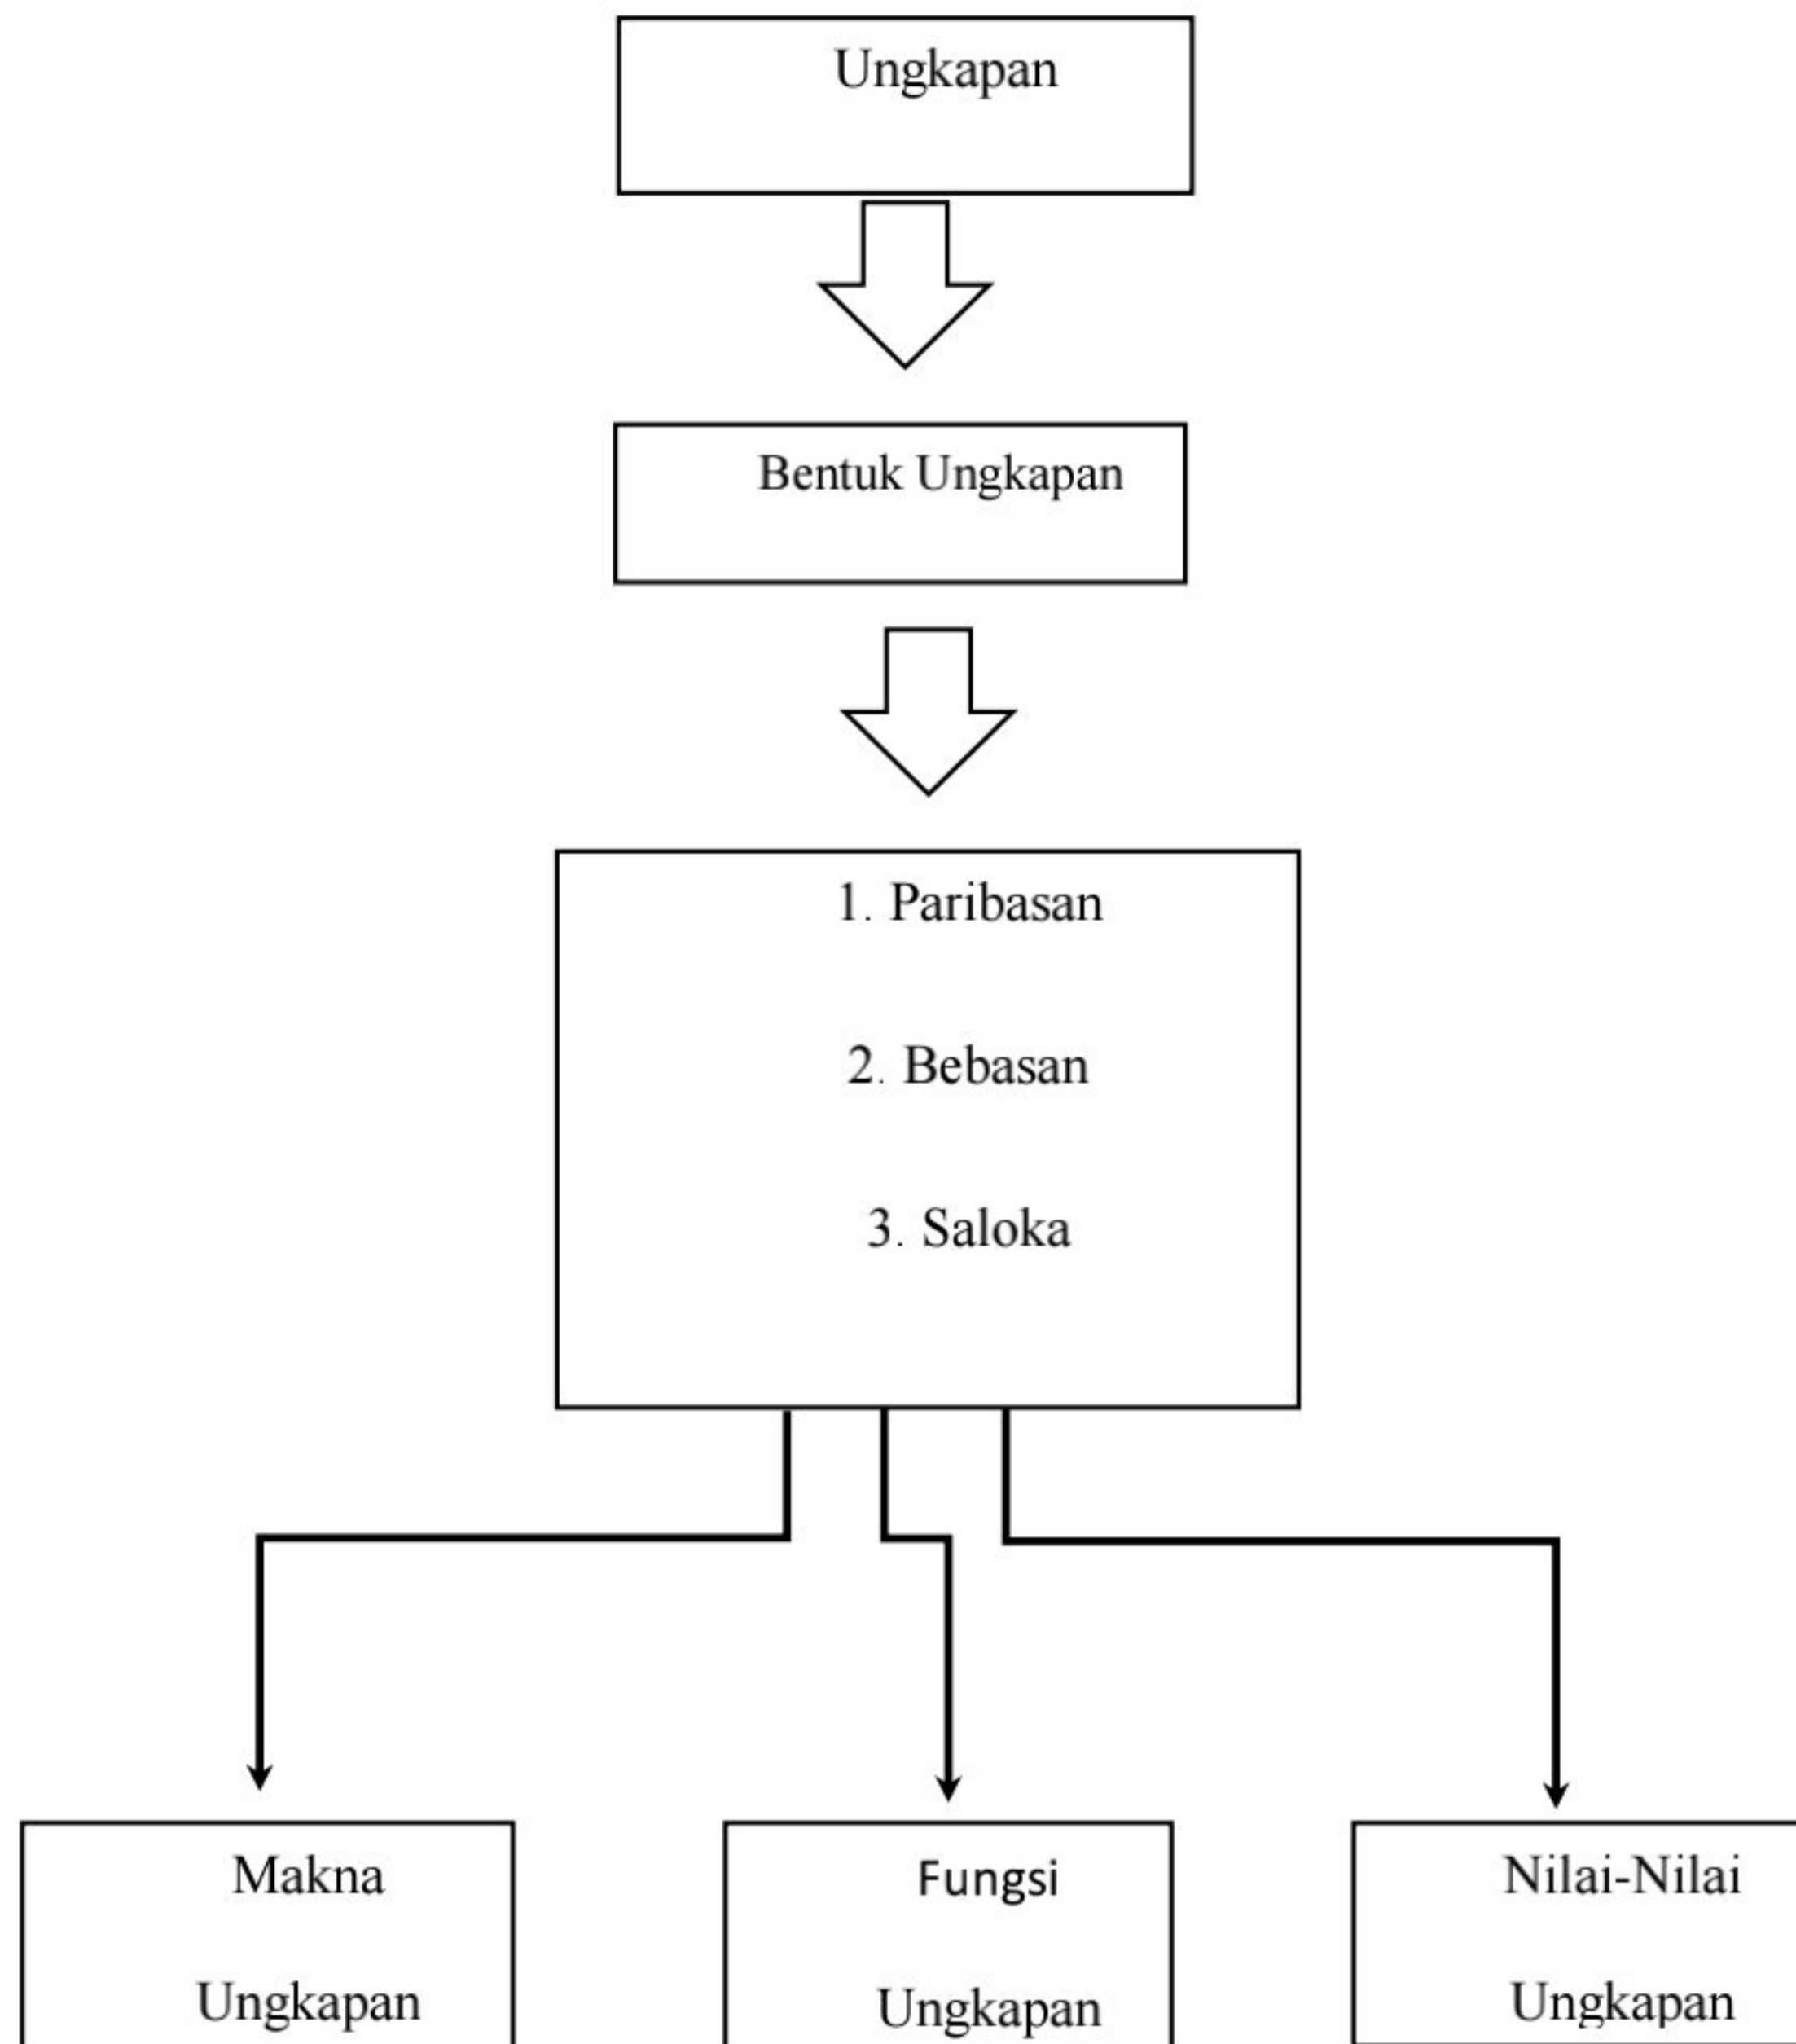 Ungkapan
Bentuk Ungkapan
1. Paribasan
2. Bebasan
3. Saloka
Makna
Ungkapan
Fungsi
Ungkapan
Nilai-Nilai
Ungkapan